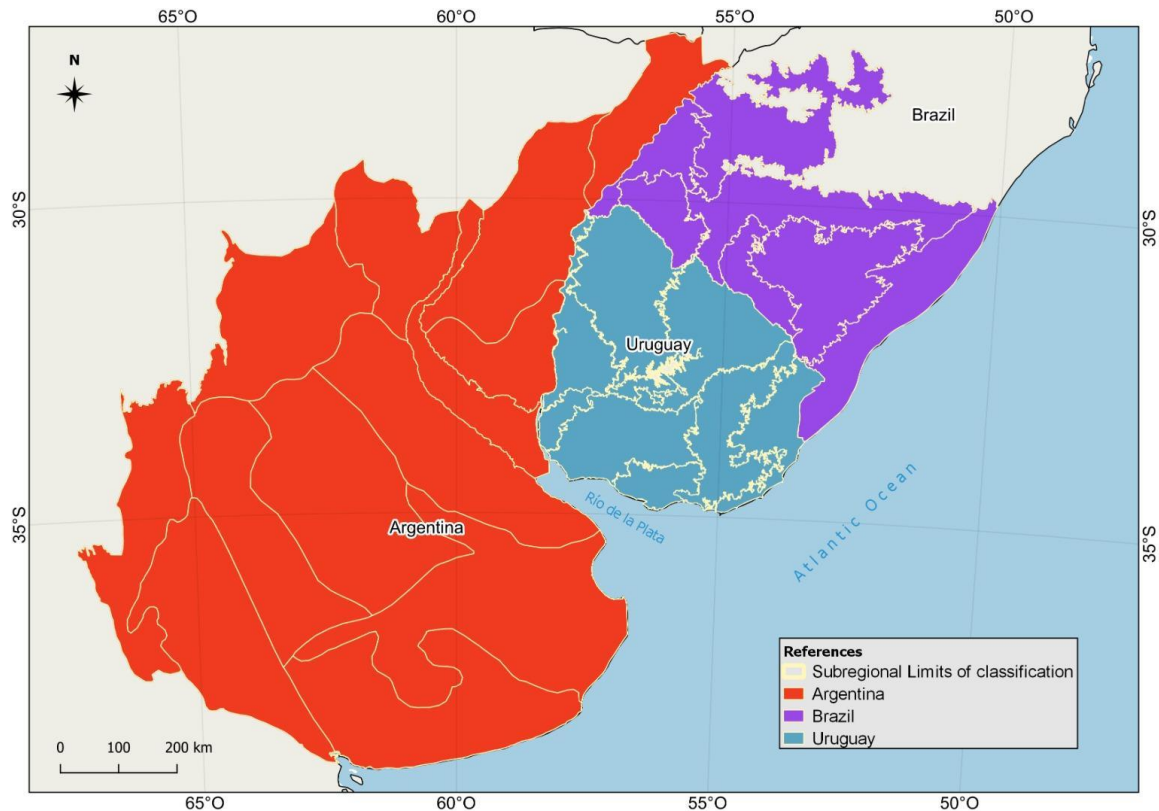 65°O 60°O 55°O 50°O
N
Brazil
30°S
30°S
Uruguay
Río de la Plata
Argentina
35°S
35°S
Atlantic Ocean
References
Subregional Limits of classification
Argentina
Brazil
Uruguay
0 100 200 km
65°O 60°O 55°O 50°O